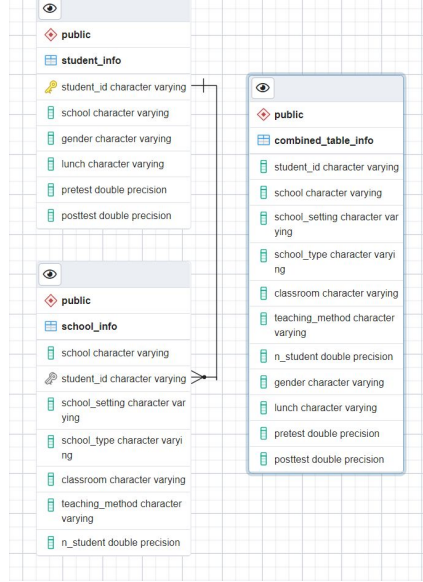 public
student_info
student_id character varying
school character varying
gender character varying
lunch character varying
pretest double precision
posttest double precision
public
school_info
school character varying
student_id character varying
school_setting character var
ying
school_type character varyi
ng
classroom character varying
teaching_method character
varying
n_student double precision
public
combined_table_info
student_id character varying
school character varying
school_setting character var
ying
school_type character varyi
ng
classroom character varying
teaching_method character
varying
n_student double precision
gender character varying
lunch character varying
pretest double precision
posttest double precision